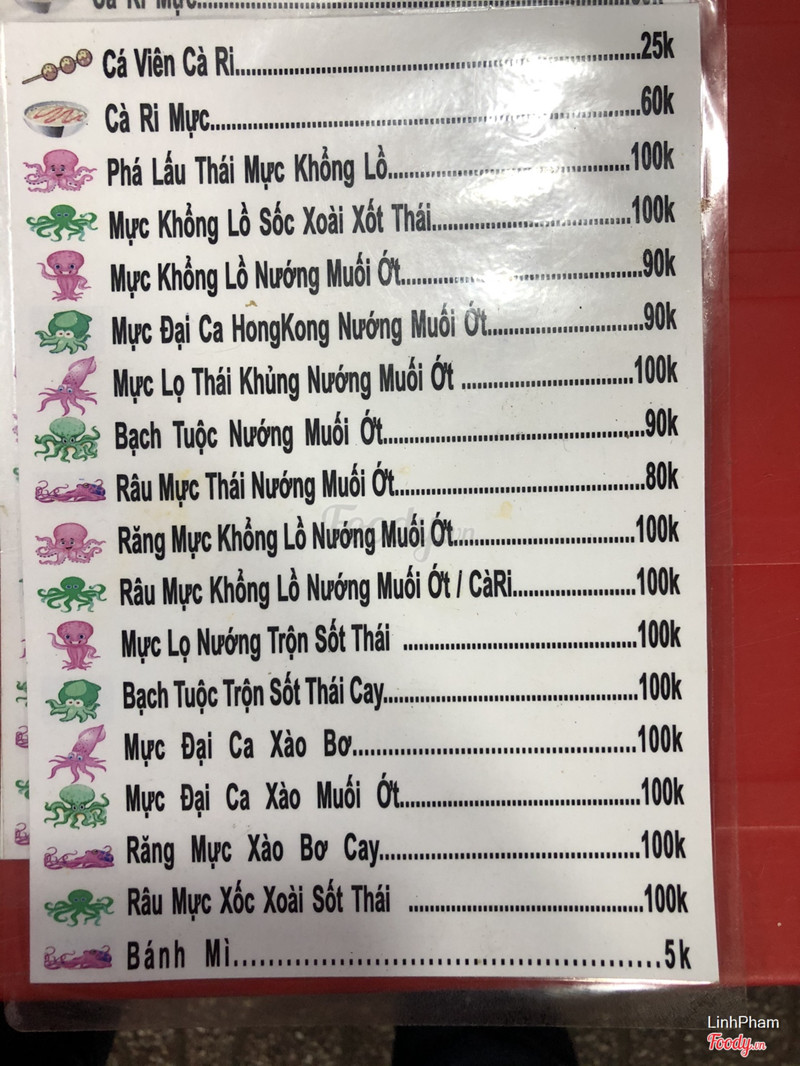 Cà Ri Mực
Cá Viên Cà Ri....................25k
Cà Ri Mực....................60k
Phá Lấu Thái Mực Khổng Lồ....................100k
Mực Khổng Lồ Sốc Xoài Xốt Thái....................100k
Mực Khổng Lồ Nướng Muối Ớt....................90k
Mực Đại Ca HongKong Nướng Muối Ớt....................90k
Mực Lọ Thái Khủng Nướng Muối Ớt ....................100k
Bạch Tuộc Nướng Muối Ớt....................90k
Râu Mực Thái Nướng Muối Ớt....................80k
Răng Mực Khổng Lồ Nướng Muối Ớt....................100k
Râu Mực Khổng Lồ Nướng Muối Ớt / CàRi....................100k
Mực Lọ Nướng Trộn Sốt Thái ....................100k
Bạch Tuộc Trộn Sốt Thái Cay....................100k
Mực Đại Ca Xào Bơ....................100k
Mực Đại Ca Xào Muối Ớt....................100k
Răng Mực Xào Bơ Cay....................100k
Râu Mực Xốc Xoài Sốt Thái ....................100k
Bánh Mì....................5k
Foody.vn
LinhPham
Foody.vn